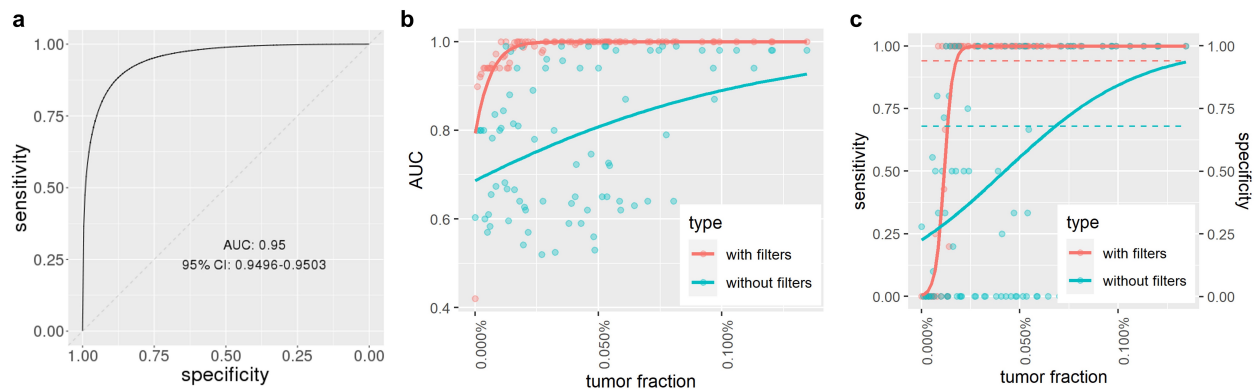 a
1.00
0.75
0.50
0.25
0.00
sensitivity
AUC: 0.95
95% CI: 0.9496-0.9503
1.00 0.75 0.50 0.25 0.00
specificity
b
1.0
0.8
0.6
0.4
AUC
type
with filters
without filters
0.000% 0.050% 0.100%
tumor fraction
c
1.00
0.75
0.50
0.25
0.00
sensitivity
type
with filters
without filters
1.00
0.75
0.50
0.25
0.00
specificity
0.000% 0.050% 0.100%
tumor fraction